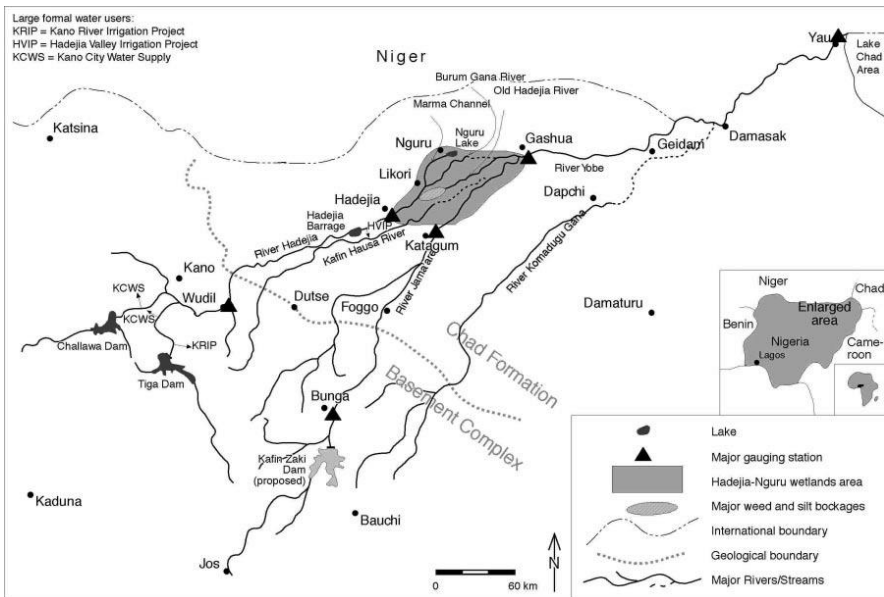 Large formal water users:
KRIP = Kano River Irrigation Project
HVIP = Hadejia Valley Irrigation Project
KCWS = Kano City Water Supply
Niger
Yau
Lake
Chad
Area
Burum Gana River
Old Hadejia River
Marma Channel
Katsina
Nguru
Nguru
Lake
Gashua
Geidam
Damasak
River Yobe
Likori
Hadejia
Dapchi
Hadejia
Barrage
HVIP
River Hadejia
Kafin Hausa River
Katagum
River Jama'are
River Komadugu Gana
Kano
KCWS
Wudil
KCWS
Dutse
Foggo
Damaturu
Challawa Dam
KRIP
Tiga Dam
Chad Formation
Basement Complex
Bunga
Kafin Zaki
Dam
(proposed)
Kaduna
Bauchi
Jos
N
0
60 km
Niger
Chad
Enlarged
area
Benin
Nigeria
Lagos
Came-
roon
Lake
Major gauging station
Hadejia-Nguru wetlands area
Major weed and silt bockages
International boundary
Geological boundary
Major Rivers/Streams